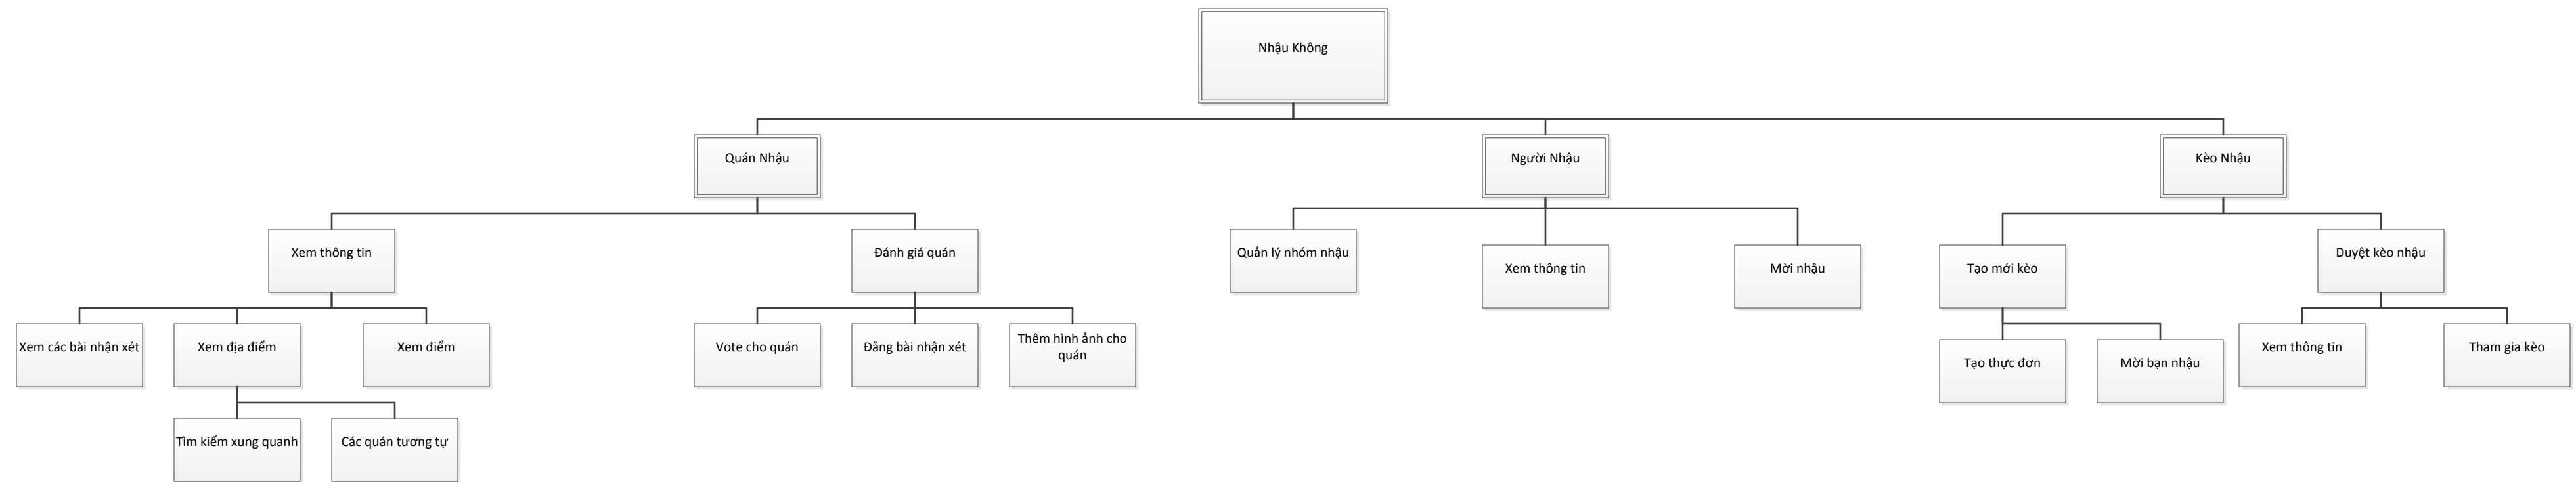 Nhậu Không
Quán Nhậu
Người Nhậu
Kèo Nhậu
Xem thông tin
Đánh giá quán
Quản lý nhóm nhậu
Xem thông tin
Mời nhậu
Tạo mới kèo
Duyệt kèo nhậu
Xem các bài nhận xét
Xem địa điểm
Xem điểm
Vote cho quán
Đăng bài nhận xét
Thêm hình ảnh cho
quán
Tạo thực đơn
Mời bạn nhậu
Xem thông tin
Tham gia kèo
Tìm kiếm xung quanh
Các quán tương tự